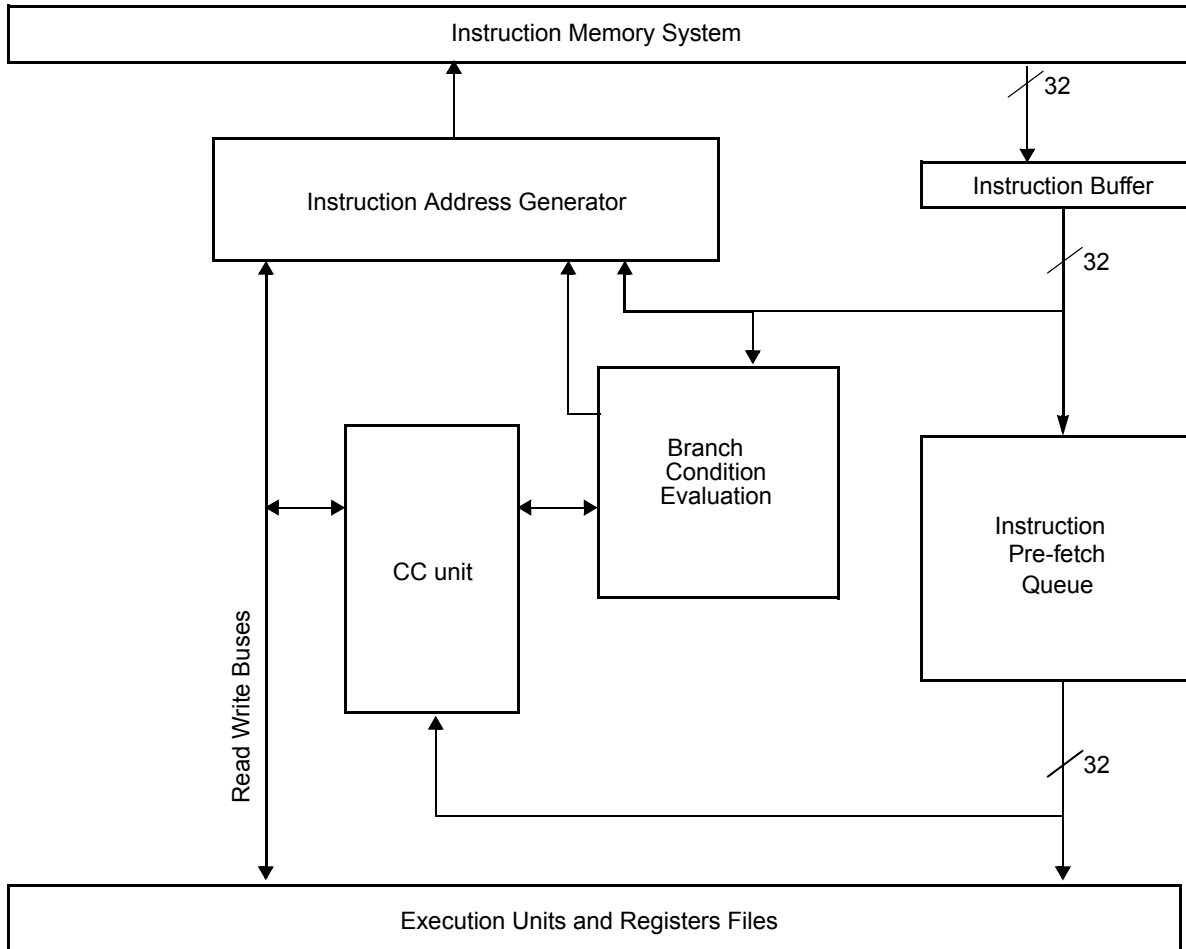 Instruction Memory System
32
Instruction Address Generator
Instruction Buffer
32
Branch
Condition
Evaluation
Instruction
Pre-fetch
Queue
CC unit
Read Write Buses
32
Execution Units and Registers Files